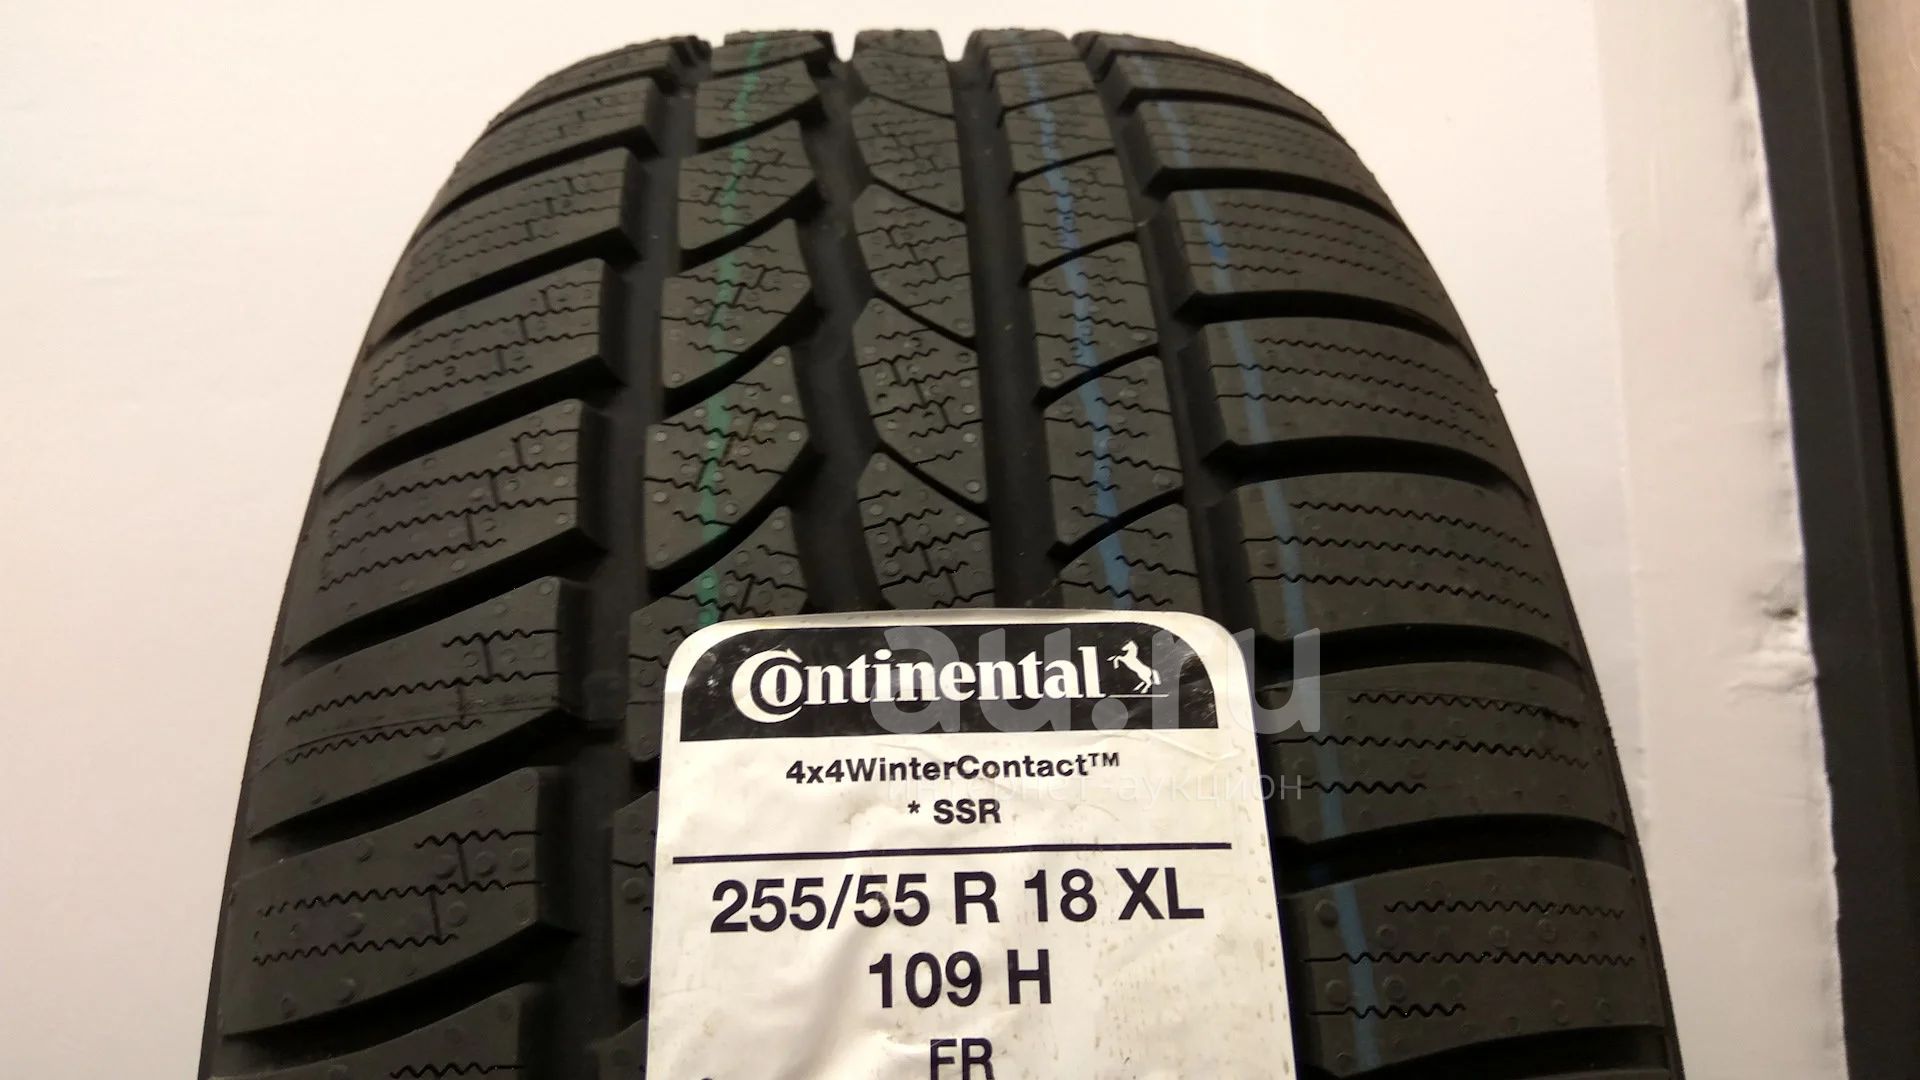 Continental
4x4WinterContact™
* SSR
255/55 R 18 XL
109 H
FR
au.ru
интернет-аукцион